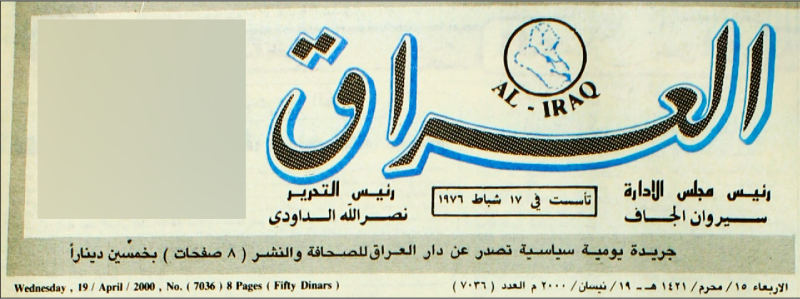 العراق
AL - IRAQ
رئيس مجلس الادارة
سيروان الجاف
تأسست في ١٧ شباط ١٩٧٦
رئيس التحرير
نصرالله الداودي
جريدة يومية سياسية تصدر عن دار العراق للصحافة والنشر ( ٨ صفحات ) بخمسين ديناراً
الاربعاء ١٥/ محرم/ ١٤٢١ هـ - ١٩/ نيسان/ ٢٠٠٠ م العدد ( ٧٠٣٦ )
Wednesday , 19 / April / 2000 , No. ( 7036 ) 8 Pages ( Fifty Dinars )